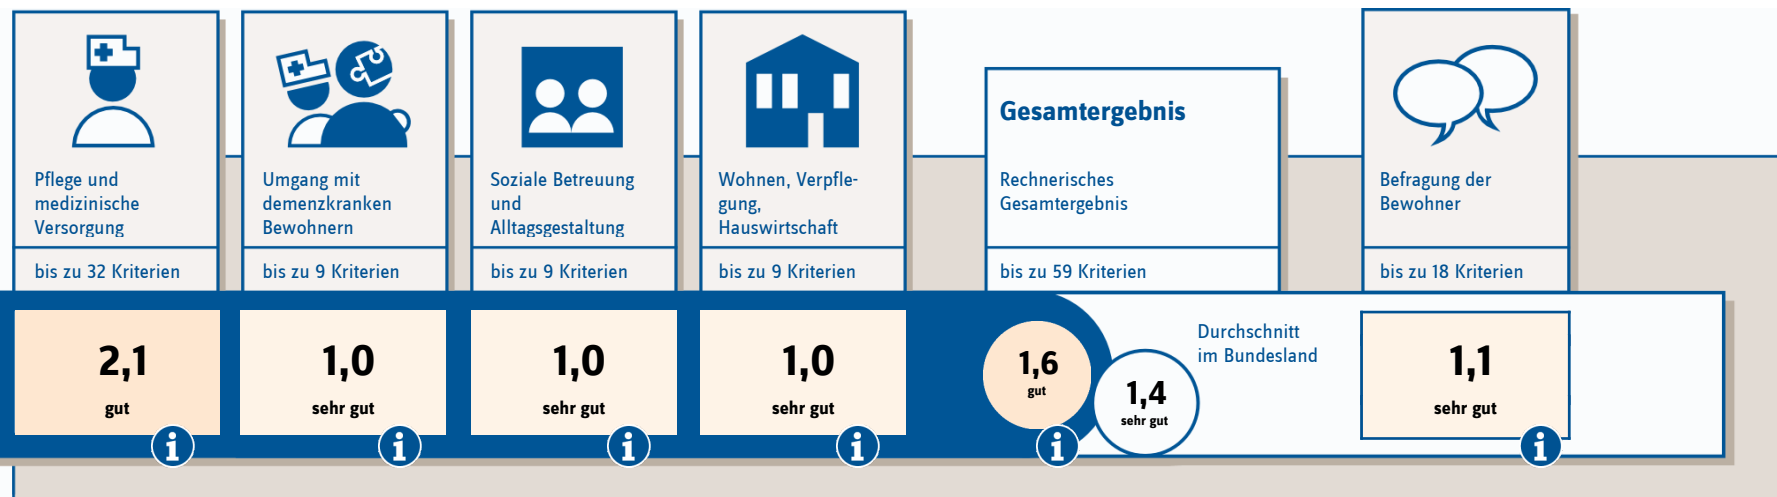 Pflege und
medizinische
Versorgung
bis zu 32 Kriterien
2,1
gut
Umgang mit
demenzkranken
Bewohnern
bis zu 9 Kriterien
1,0
sehr gut
Soziale Betreuung
und
Alltagsgestaltung
bis zu 9 Kriterien
1,0
sehr gut
Wohnen, Verpfle-
gung,
Hauswirtschaft
bis zu 9 Kriterien
1,0
sehr gut
Gesamtergebnis
Rechnerisches
Gesamtergebnis
bis zu 59 Kriterien
1,6
gut
1,4
sehr gut
Durchschnitt
im Bundesland
Befragung der
Bewohner
bis zu 18 Kriterien
1,1
sehr gut